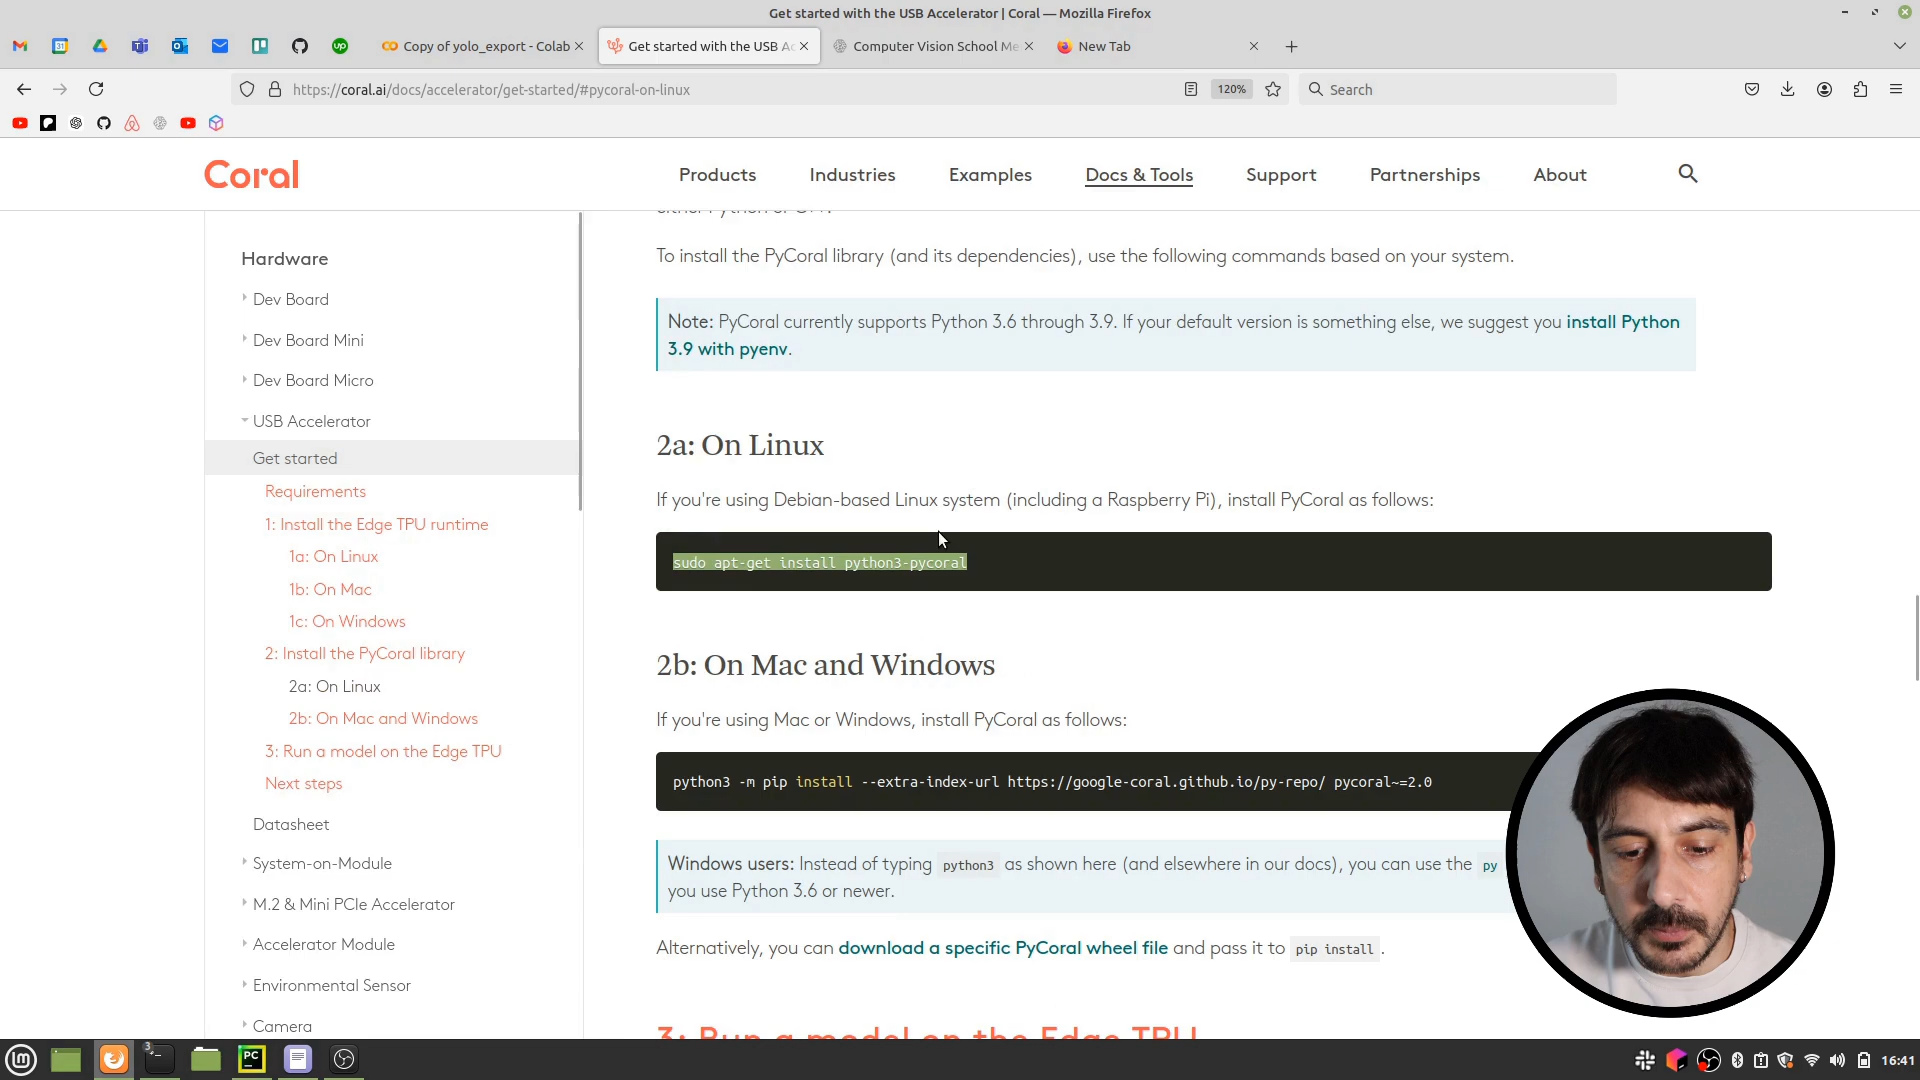 Get started with the USB Accelerator | Coral — Mozilla Firefox
Copy of yolo_export - Colab
Get started with the USB Ac
Computer Vision School Me
New Tab
https://coral.ai/docs/accelerator/get-started/#pycoral-on-linux
120%
Search
Coral
Products
Industries
Examples
Docs & Tools
Support
Partnerships
About
Hardware
Dev Board
Dev Board Mini
Dev Board Micro
USB Accelerator
Get started
Requirements
1: Install the Edge TPU runtime
1a: On Linux
1b: On Mac
1c: On Windows
2: Install the PyCoral library
2a: On Linux
2b: On Mac and Windows
3: Run a model on the Edge TPU
Next steps
Datasheet
System-on-Module
M.2 & Mini PCIe Accelerator
Accelerator Module
Environmental Sensor
Camera
To install the PyCoral library (and its dependencies), use the following commands based on your system.
Note: PyCoral currently supports Python 3.6 through 3.9. If your default version is something else, we suggest you install Python
3.9 with pyenv.
2a: On Linux
If you're using Debian-based Linux system (including a Raspberry Pi), install PyCoral as follows:
sudo apt-get install python3-pycoral
2b: On Mac and Windows
If you're using Mac or Windows, install PyCoral as follows:
python3 -m pip install --extra-index-url https://google-coral.github.io/py-repo/ pycoral~=2.0
Windows users: Instead of typing python3 as shown here (and elsewhere in our docs), you can use the py
you use Python 3.6 or newer.
Alternatively, you can download a specific PyCoral wheel file and pass it to pip install.
3: Run a model on the Edge TPU
16:41